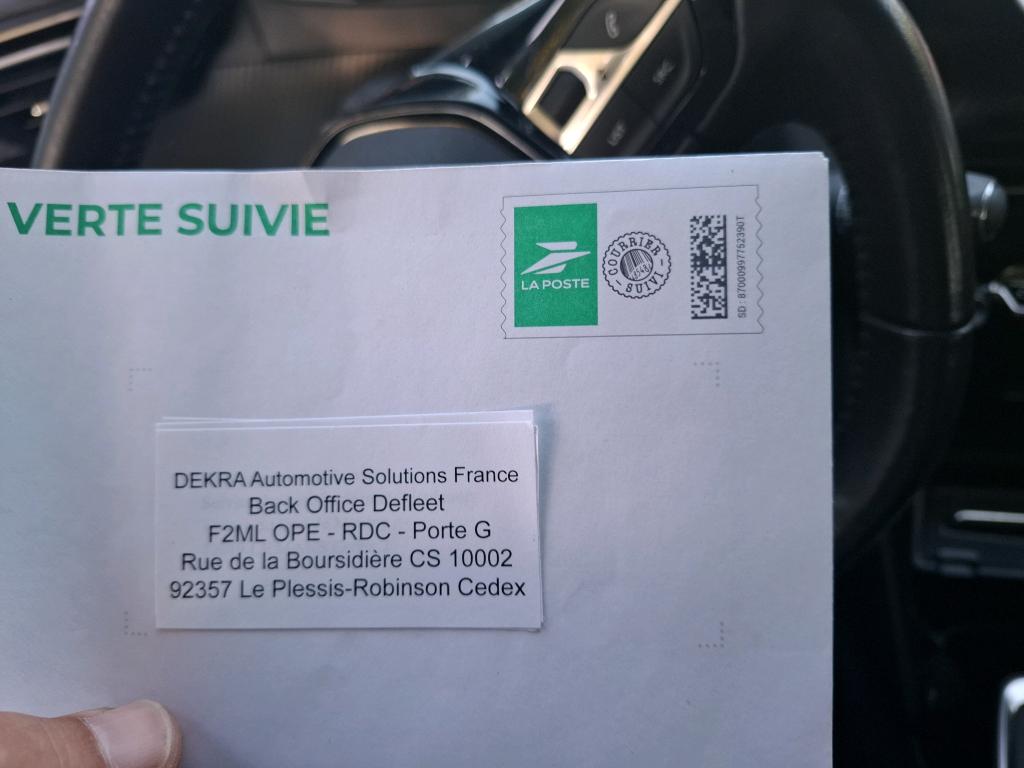 VERTE SUIVIE
LA POSTE
COURRIER
SUIVI
SD : 87000997752390T
DEKRA Automotive Solutions France
Back Office Defleet
F2ML OPE - RDC - Porte G
Rue de la Boursidière CS 10002
92357 Le Plessis-Robinson Cedex